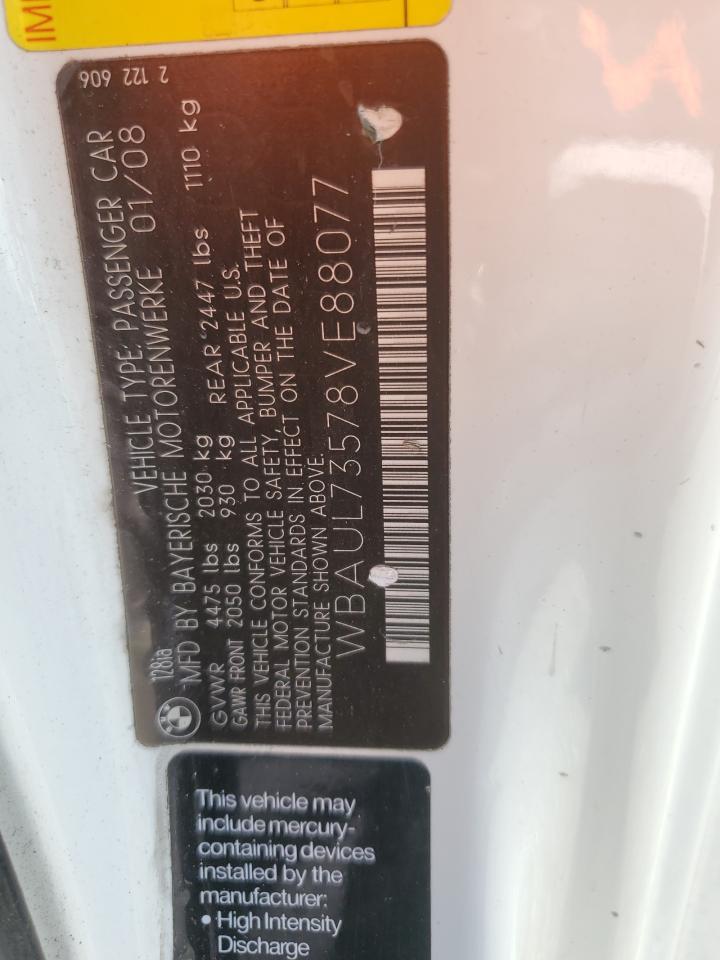 IM
2 122 606
128ia
VEHICLE TYPE: PASSENGER CAR
MFD BY BAYERISCHE MOTORENWERKE 01/08
GVWR 4475 lbs 2030 kg REAR 2447 lbs 1110 kg
GAWR FRONT 2050 lbs 930 kg
THIS VEHICLE CONFORMS TO ALL APPLICABLE U.S.
FEDERAL MOTOR VEHICLE SAFETY, BUMPER AND THEFT
PREVENTION STANDARDS IN EFFECT ON THE DATE OF
MANUFACTURE SHOWN ABOVE.
WBAUL73578VE88077
This vehicle may
include mercury-
containing devices
installed by the
manufacturer:
• High Intensity
Discharge